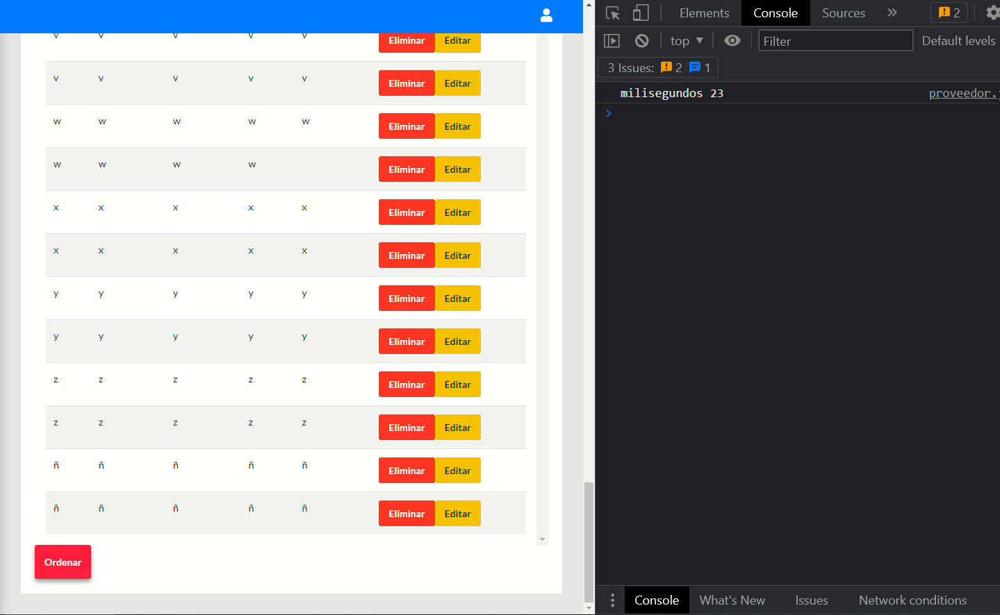 v v v v v Eliminar Editar
v v v v v Eliminar Editar
w w w w w Eliminar Editar
w w w w Eliminar Editar
x x x x x Eliminar Editar
x x x x x Eliminar Editar
y y y y y Eliminar Editar
y y y y y Eliminar Editar
z z z z z Eliminar Editar
z z z z z Eliminar Editar
ñ ñ ñ ñ ñ Eliminar Editar
ñ ñ ñ ñ ñ Eliminar Editar
Ordenar
Elements Console Sources » 2
top ▼ Filter Default levels
3 Issues: 2 1
milisegundos 23 proveedor.j
>
Console What's New Issues Network conditions